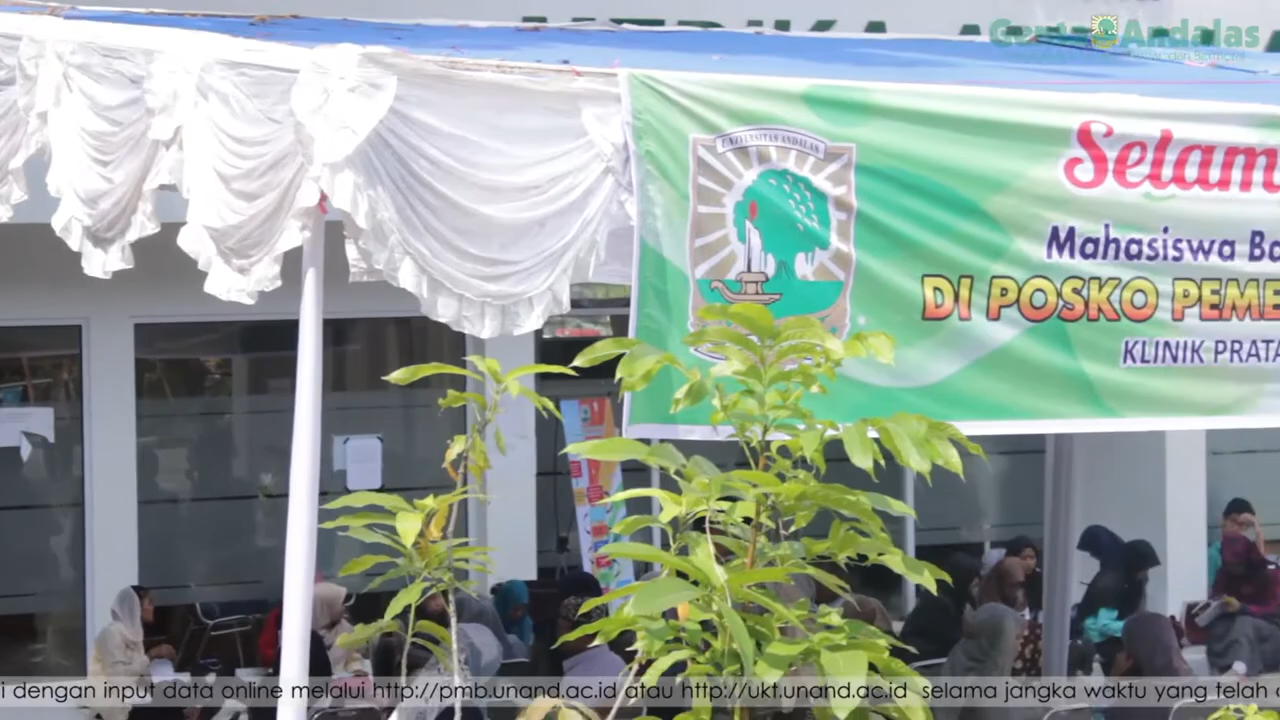 Genta Andalas
UNIVERSITAS ANDALAS
Selam
Mahasiswa Ba
DI POSKO PEME
KLINIK PRATA
i dengan input data online melalui http://pmb.unand.ac.id atau http://ukt.unand.ac.id selama jangka waktu yang telah d